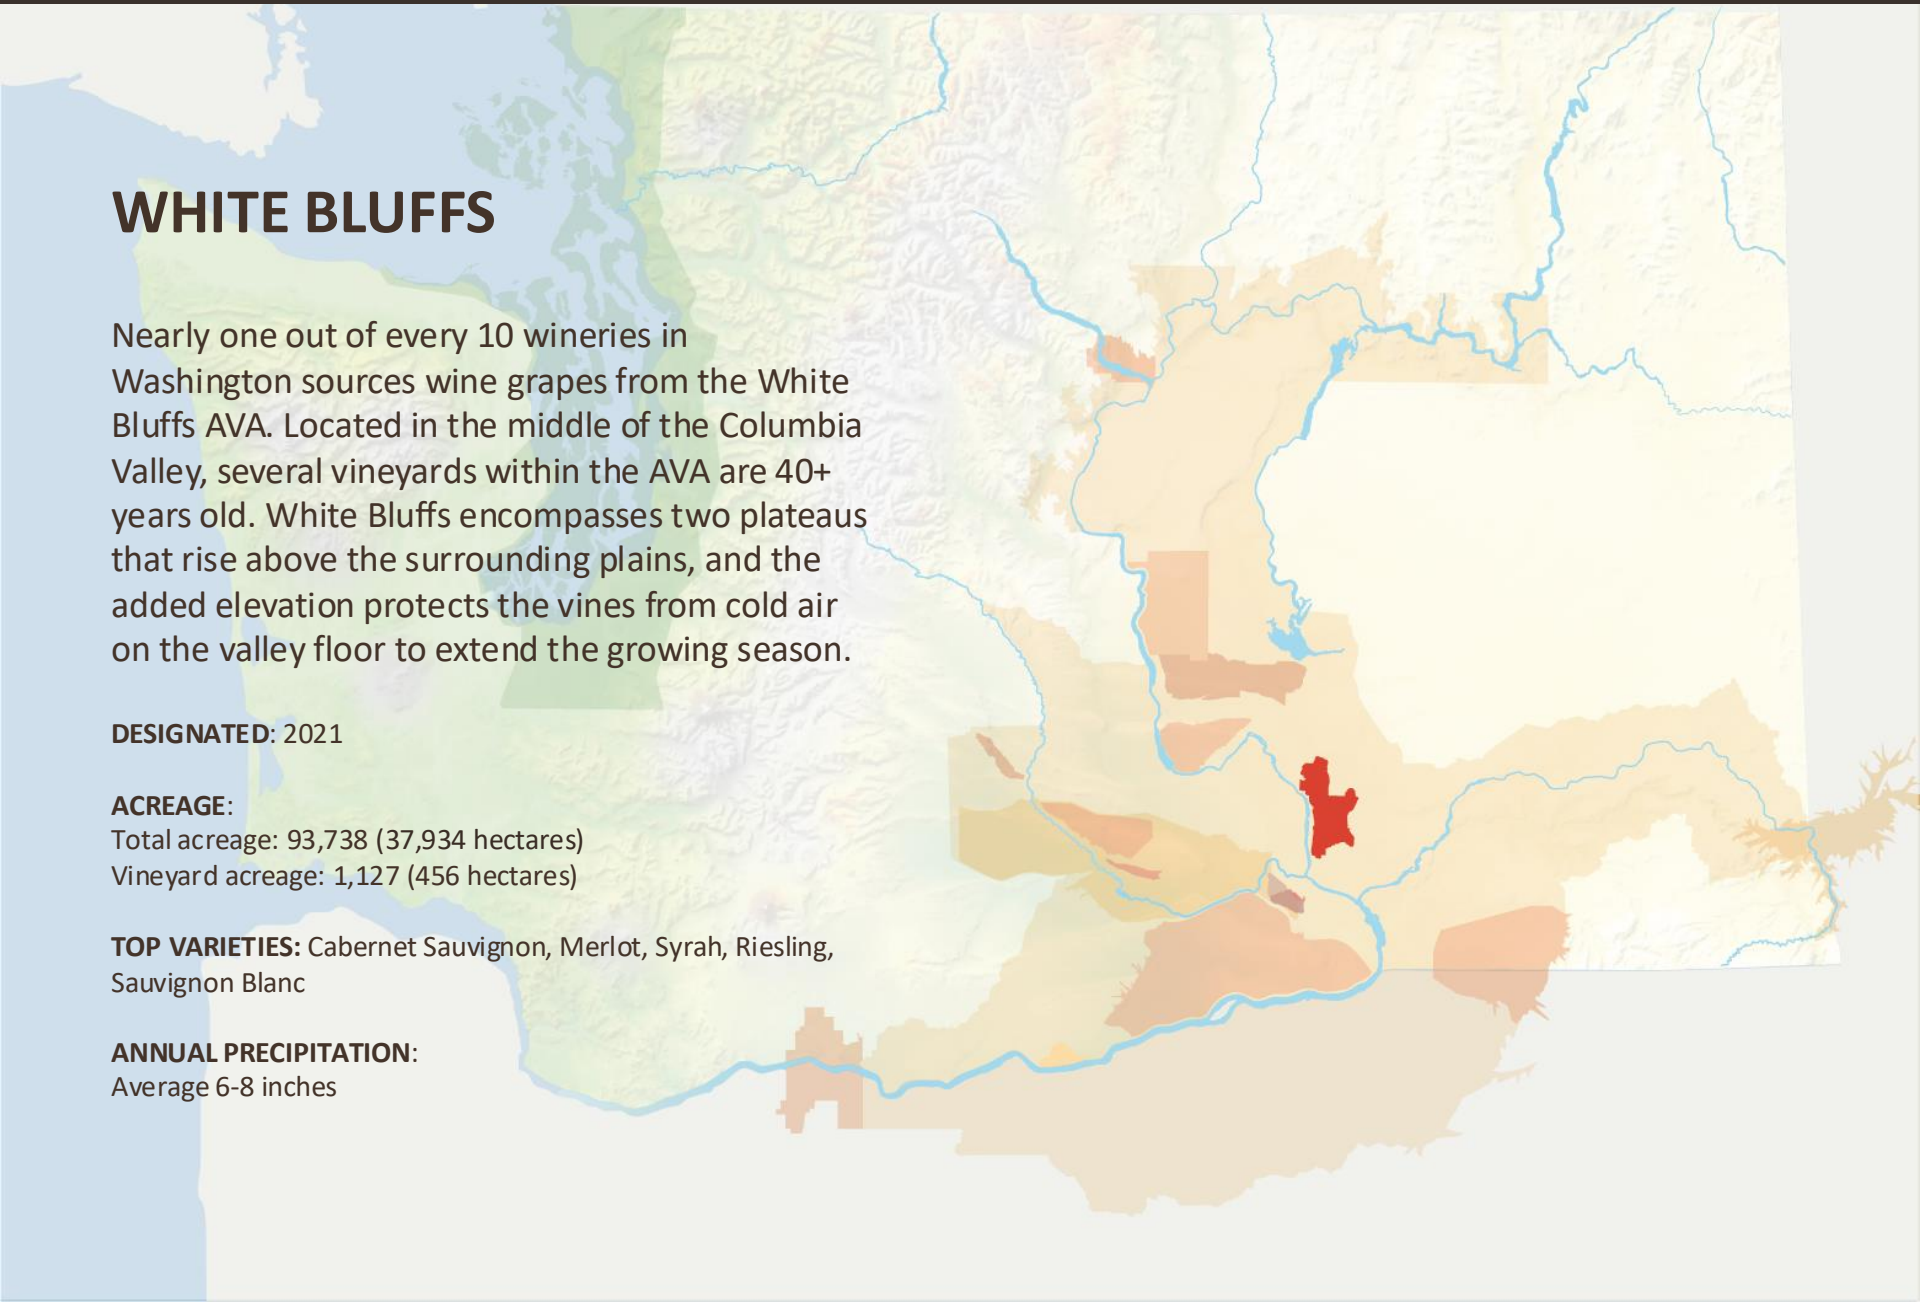 WHITE BLUFFS
Nearly one out of every 10 wineries in
Washington sources wine grapes from the White
Bluffs AVA. Located in the middle of the Columbia
Valley, several vineyards within the AVA are 40+
years old. White Bluffs encompasses two plateaus
that rise above the surrounding plains, and the
added elevation protects the vines from cold air
on the valley floor to extend the growing season.
DESIGNATED: 2021
ACREAGE:
Total acreage: 93,738 (37,934 hectares)
Vineyard acreage: 1,127 (456 hectares)
TOP VARIETIES: Cabernet Sauvignon, Merlot, Syrah, Riesling,
Sauvignon Blanc
ANNUAL PRECIPITATION:
Average 6-8 inches